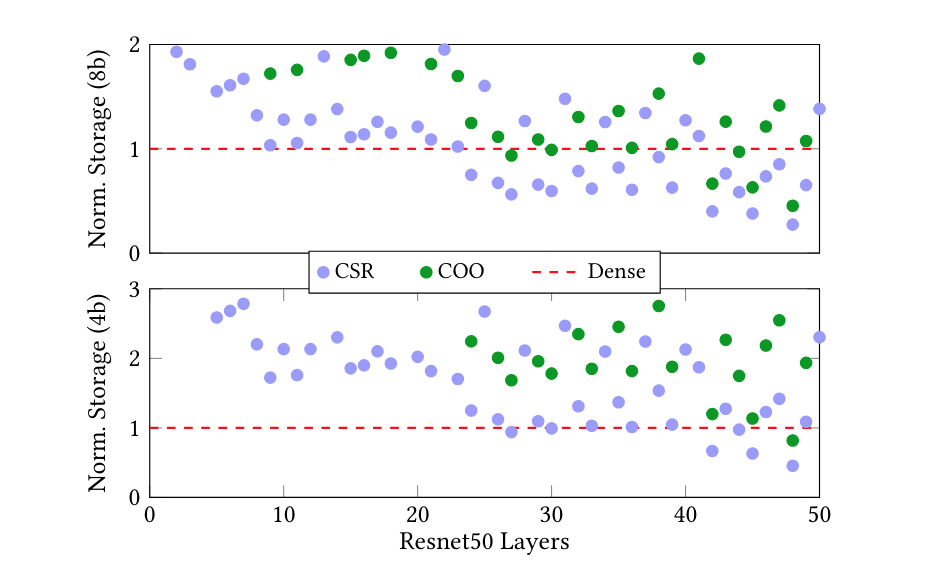 2
1
0
Norm. Storage (8b)
CSR COO Dense
3
2
1
0
Norm. Storage (4b)
0 10 20 30 40 50
Resnet50 Layers